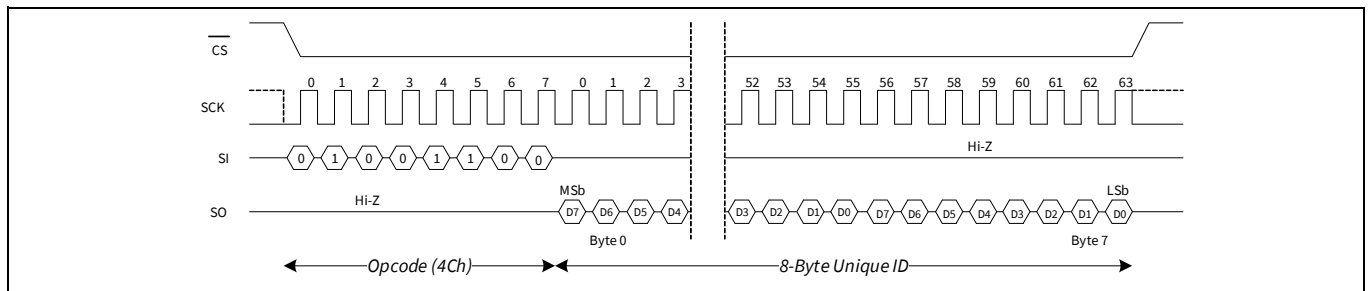 CS
0 1 2 3 4 5 6 7 0 1 2 3 52 53 54 55 56 57 58 59 60 61 62 63
SCK
Hi-Z
SI 0 1 0 0 1 1 0 0
MSb LSb
Hi-Z
SO D7 D6 D5 D4 D3 D2 D1 D0 D7 D6 D5 D4 D3 D2 D1 D0
Byte 0 Byte 7
Opcode (4Ch) 8-Byte Unique ID